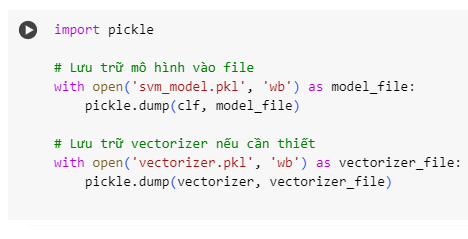 import pickle
# Lưu trữ mô hình vào file
with open('svm_model.pkl', 'wb') as model_file:
    pickle.dump(clf, model_file)
# Lưu trữ vectorizer nếu cần thiết
with open('vectorizer.pkl', 'wb') as vectorizer_file:
    pickle.dump(vectorizer, vectorizer_file)